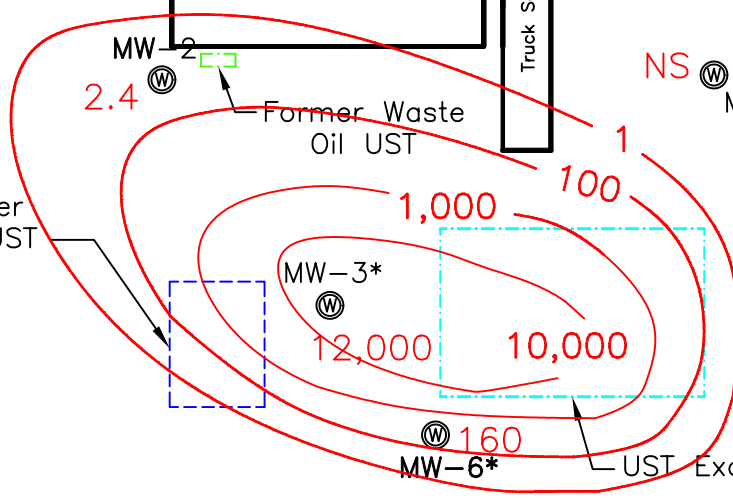 Truck S
MW-2
W
2.4
NS
W
Former Waste
Oil UST
1
100
1,000
er
UST
MW-3*
W
12,000
10,000
W
160
MW-6*
UST Exc